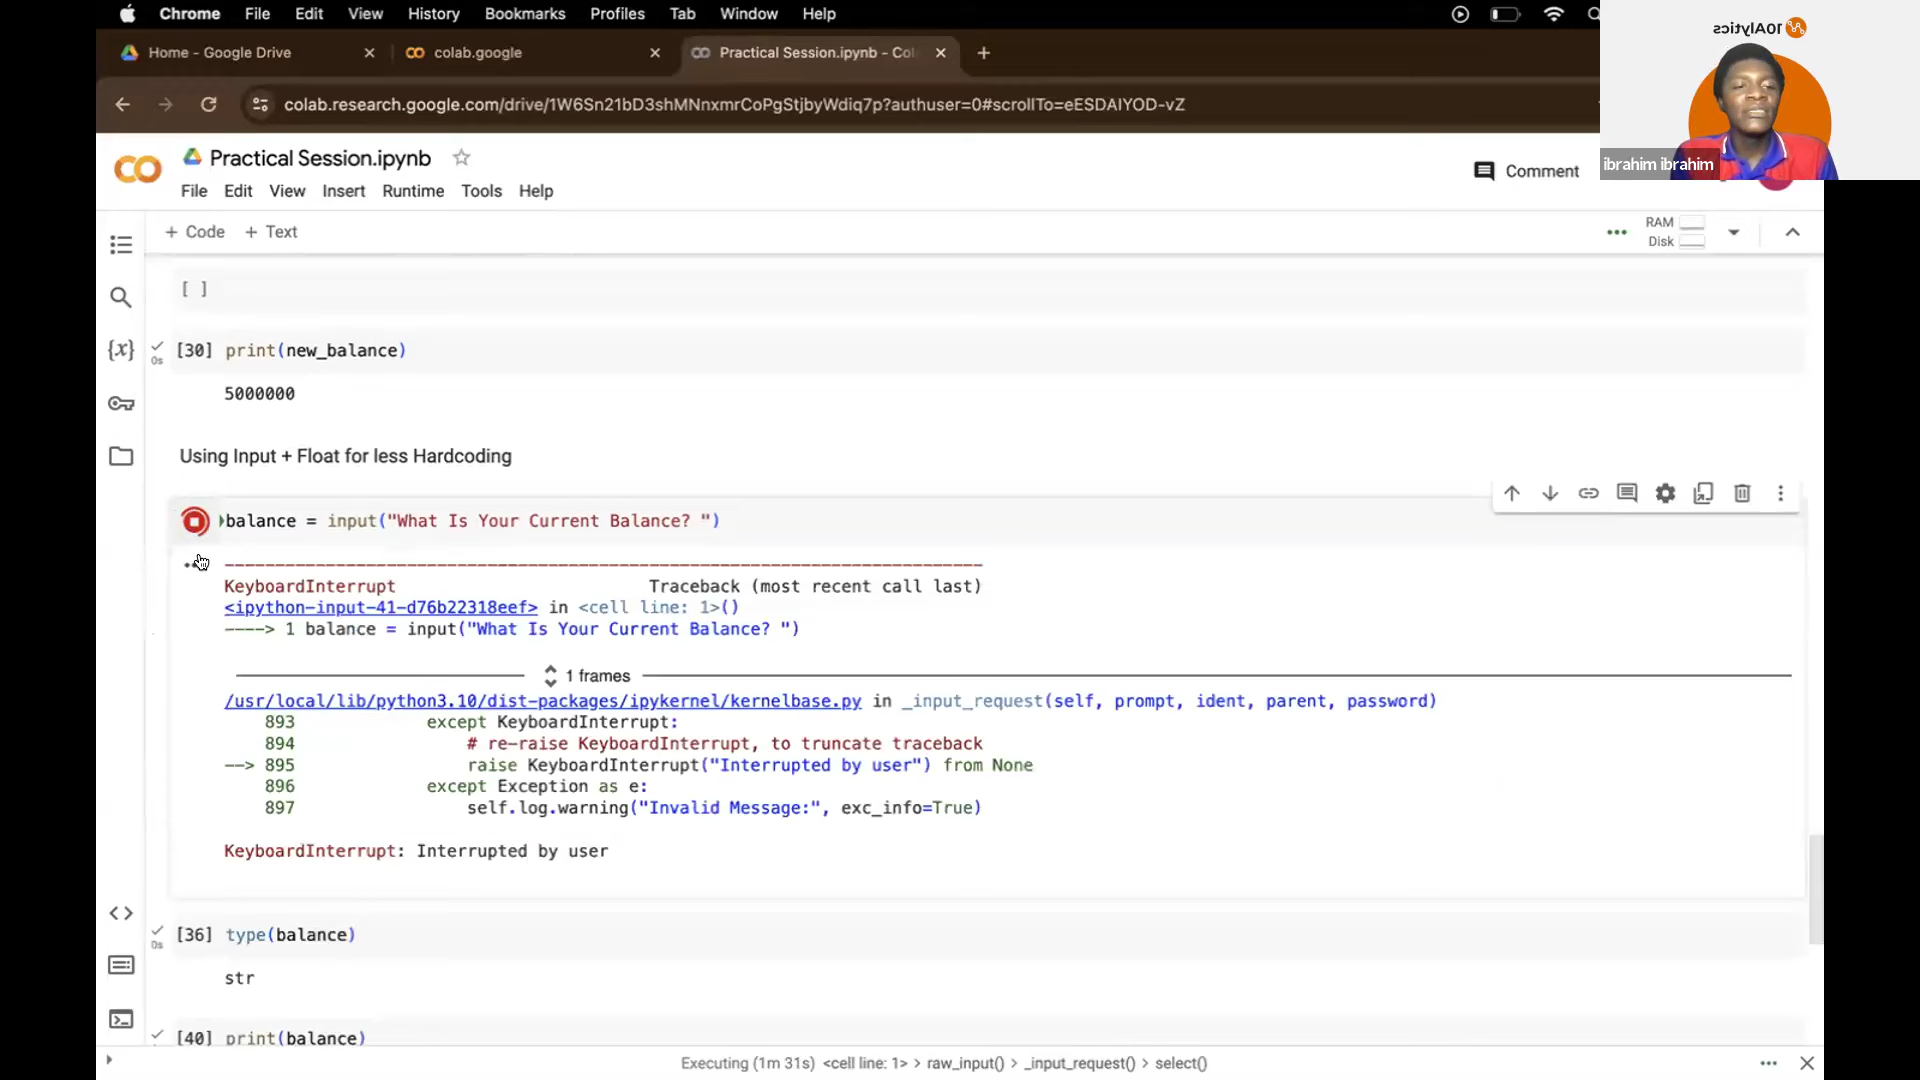 Chrome File Edit View History Bookmarks Profiles Tab Window Help
10Alytics
Home - Google Drive
colab.google
Practical Session.ipynb - Col
colab.research.google.com/drive/1W6Sn21bD3shMNnxmrCoPgStjbyWdiq7p?authuser=0#scrollTo=eESDAIYOD-vZ
ibrahim ibrahim
CO Practical Session.ipynb
Comment
File Edit View Insert Runtime Tools Help
+ Code + Text
RAM
Disk
[ ]
{x}
0s
[30] print(new_balance)
5000000
Using Input + Float for less Hardcoding
balance = input("What Is Your Current Balance? ")
---------------------------------------------------------------------------
KeyboardInterrupt Traceback (most recent call last)
<ipython-input-41-d76b22318eef> in <cell line: 1>()
----> 1 balance = input("What Is Your Current Balance? ")
1 frames
/usr/local/lib/python3.10/dist-packages/ipykernel/kernelbase.py in _input_request(self, prompt, ident, parent, password)
893 except KeyboardInterrupt:
894 # re-raise KeyboardInterrupt, to truncate traceback
--> 895 raise KeyboardInterrupt("Interrupted by user") from None
896 except Exception as e:
897 self.log.warning("Invalid Message:", exc_info=True)
KeyboardInterrupt: Interrupted by user
0s
[36] type(balance)
str
[40] print(balance)
Executing (1m 31s) <cell line: 1> > raw_input() > _input_request() > select()